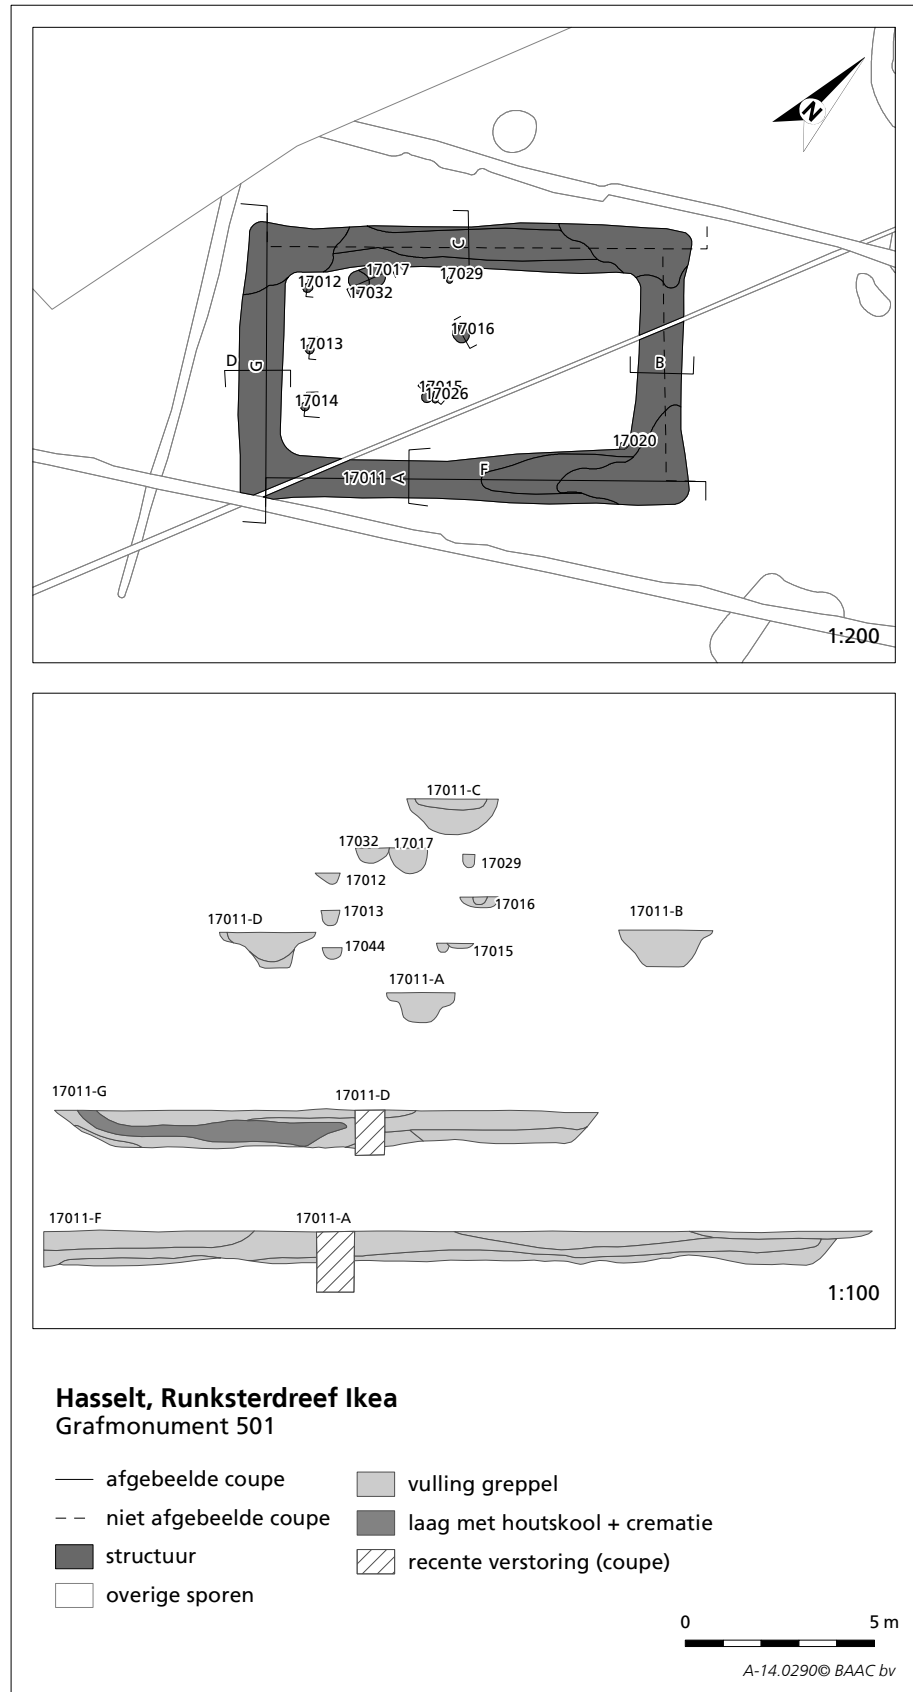 N
C
17017
17012
17029
17032
17016
17013
D
G
B
17015
17014
17026
17020
F
17011
A
1:200
17011-C
17032
17017
17029
17012
17016
17013
17011-D
17011-B
17044
17015
17011-A
17011-G
17011-D
17011-F
17011-A
1:100
Hasselt, Runksterdreef Ikea
Grafmonument 501
afgebeelde coupe
niet afgebeelde coupe
structuur
overige sporen
vulling greppel
laag met houtskool + crematie
recente verstoring (coupe)
0 5 m
A-14.0290© BAAC bv